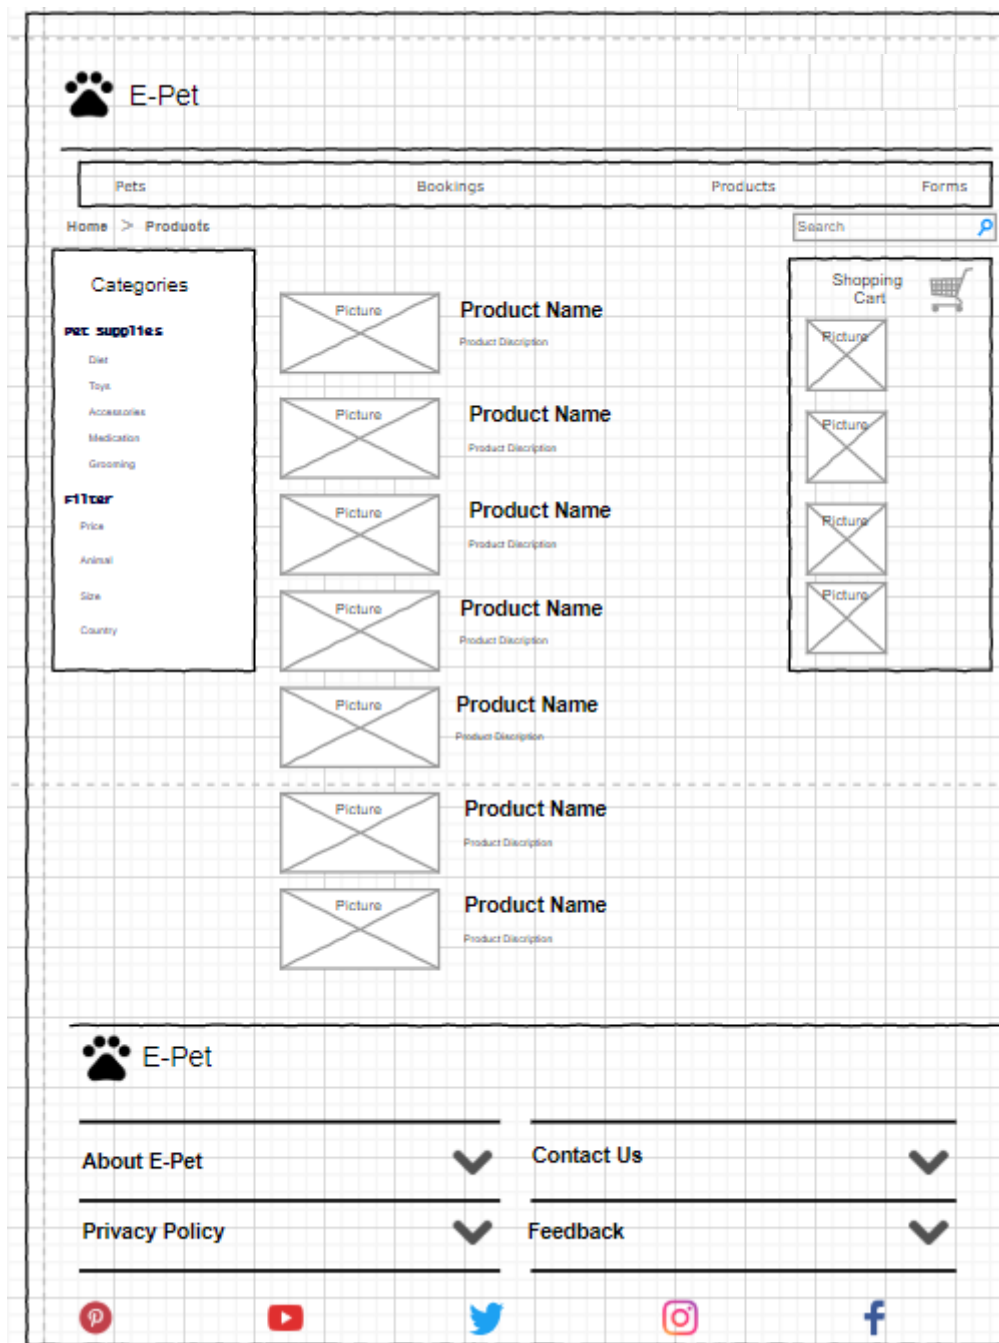 E-Pet
Pets Bookings Products Forms
Home > Products
Search
Categories
Pet Supplies
Diet
Toys
Accessories
Medication
Grooming
Filter
Price
Animal
Size
Country
Picture
Product Name
Product Discription
Picture
Product Name
Product Discription
Picture
Product Name
Product Discription
Picture
Product Name
Product Discription
Picture
Product Name
Product Discription
Picture
Product Name
Product Discription
Picture
Product Name
Product Discription
Shopping
Cart
Picture
Picture
Picture
Picture
E-Pet
About E-Pet
Contact Us
Privacy Policy
Feedback